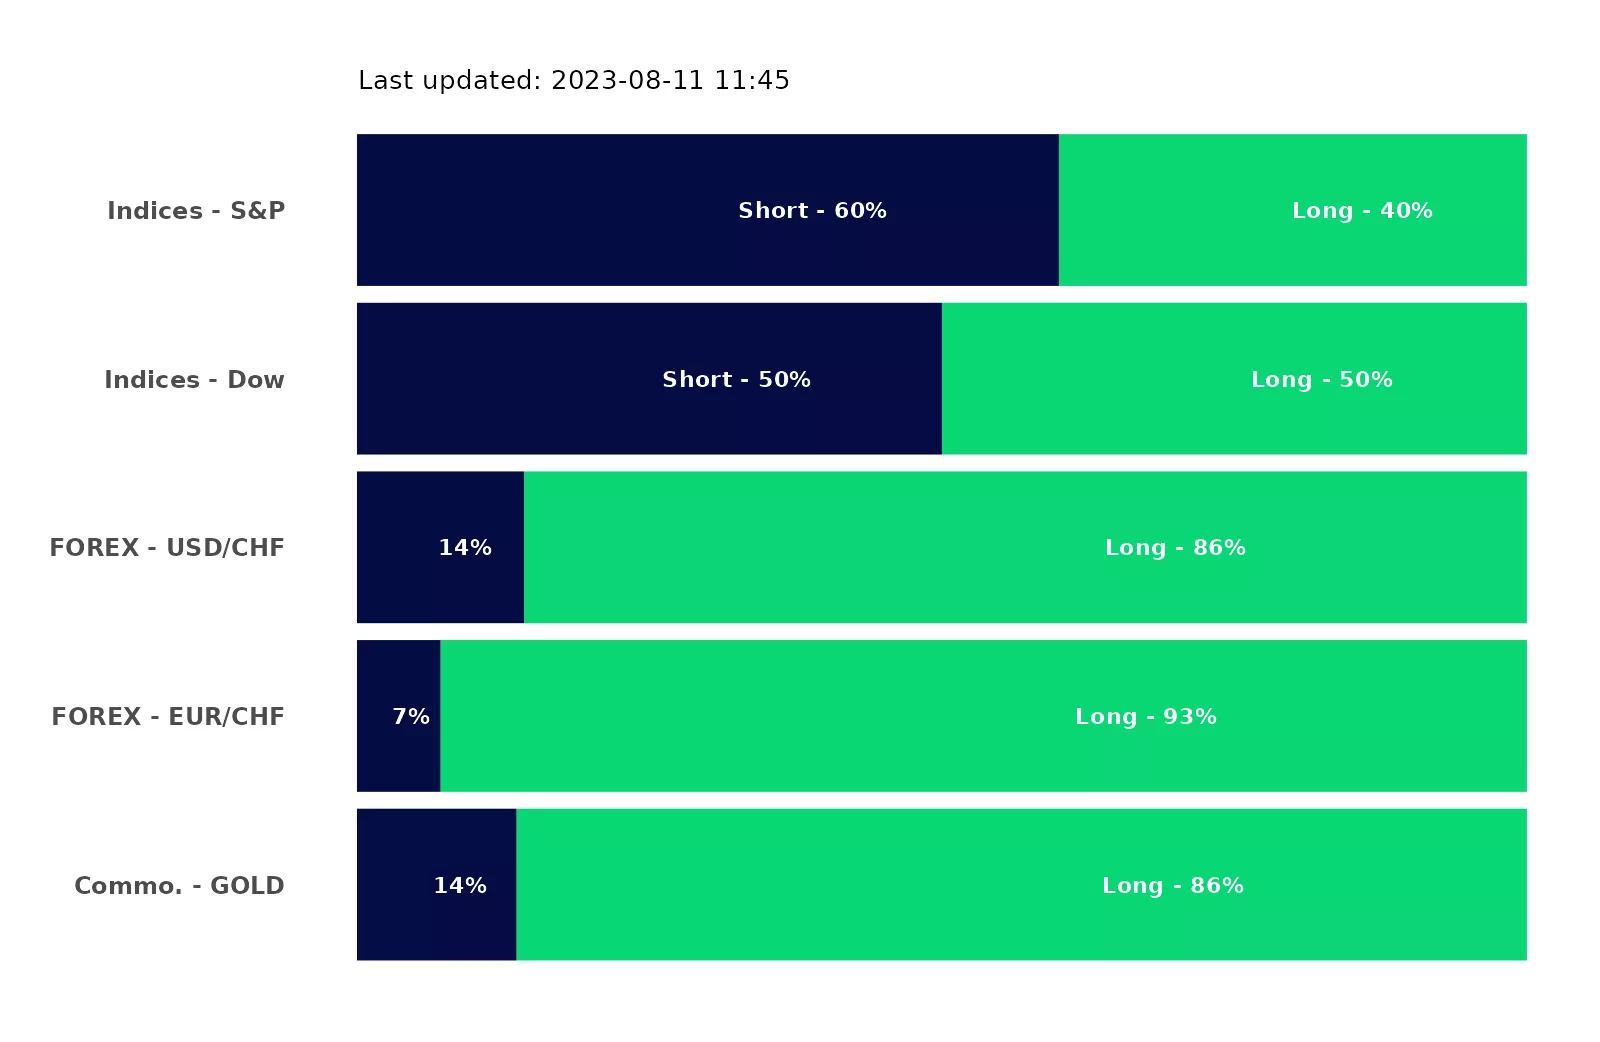 Last updated: 2023-08-11 11:45
Indices - S&P Short - 60% Long - 40%
Indices - Dow Short - 50% Long - 50%
FOREX - USD/CHF 14% Long - 86%
FOREX - EUR/CHF 7% Long - 93%
Commo. - GOLD 14% Long - 86%